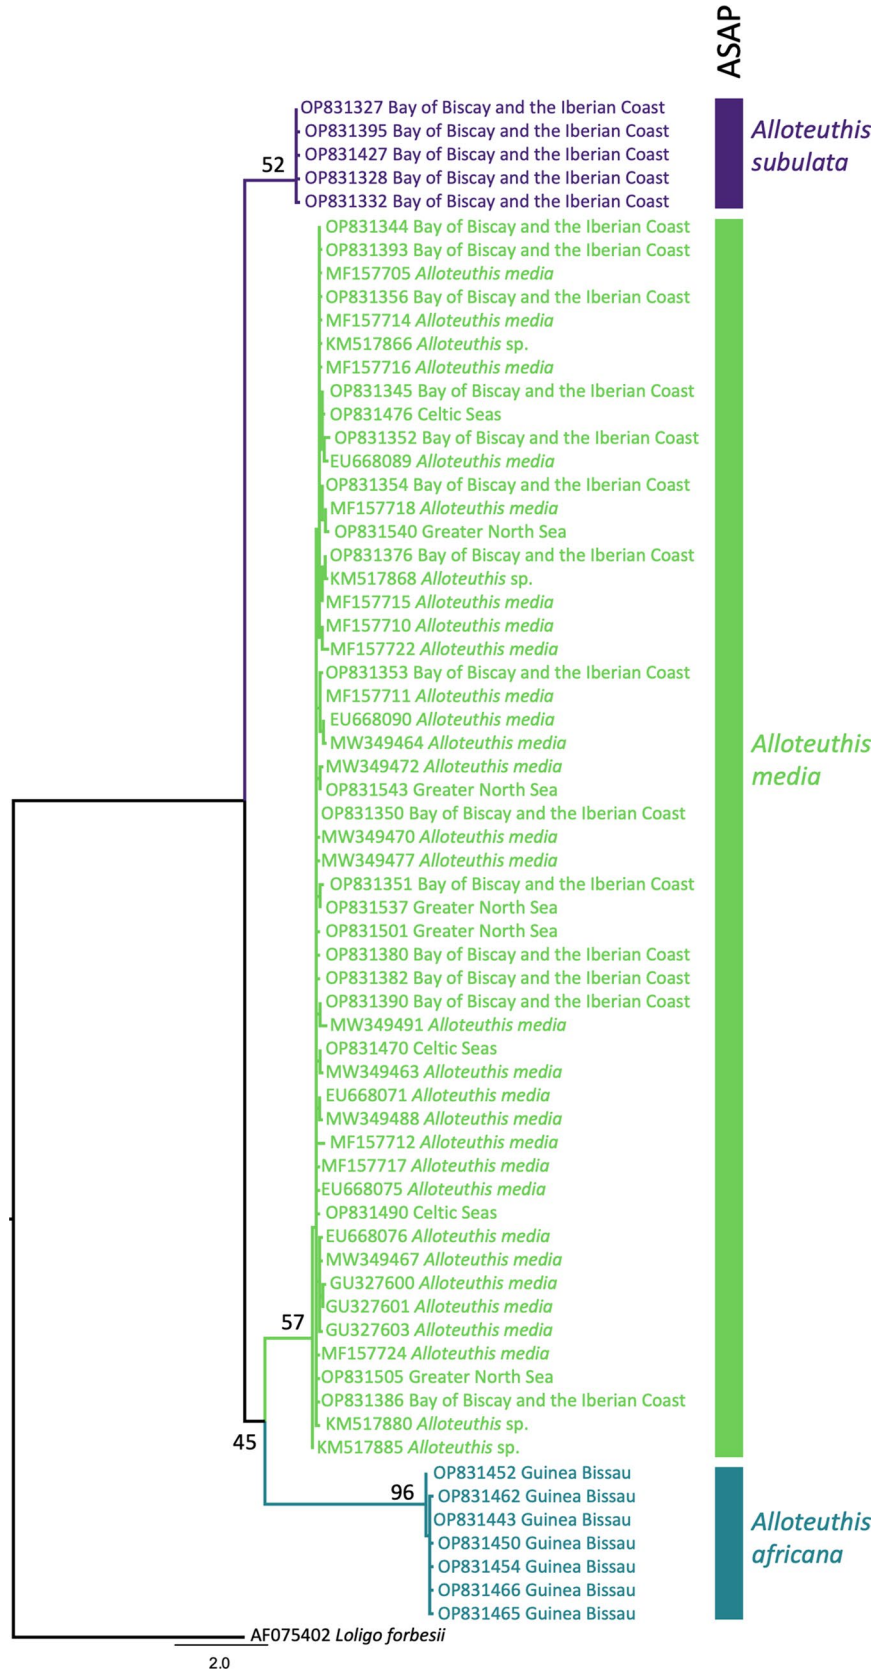 ASAP
OP831327 Bay of Biscay and the Iberian Coast
OP831395 Bay of Biscay and the Iberian Coast
OP831427 Bay of Biscay and the Iberian Coast
OP831328 Bay of Biscay and the Iberian Coast
OP831332 Bay of Biscay and the Iberian Coast
52
Alloteuthis
subulata
OP831344 Bay of Biscay and the Iberian Coast
OP831393 Bay of Biscay and the Iberian Coast
MF157705 Alloteuthis media
OP831356 Bay of Biscay and the Iberian Coast
MF157714 Alloteuthis media
KM517866 Alloteuthis sp.
MF157716 Alloteuthis media
OP831345 Bay of Biscay and the Iberian Coast
OP831476 Celtic Seas
OP831352 Bay of Biscay and the Iberian Coast
EU668089 Alloteuthis media
OP831354 Bay of Biscay and the Iberian Coast
MF157718 Alloteuthis media
OP831540 Greater North Sea
OP831376 Bay of Biscay and the Iberian Coast
KM517868 Alloteuthis sp.
MF157715 Alloteuthis media
MF157710 Alloteuthis media
MF157722 Alloteuthis media
OP831353 Bay of Biscay and the Iberian Coast
MF157711 Alloteuthis media
EU668090 Alloteuthis media
MW349464 Alloteuthis media
MW349472 Alloteuthis media
OP831543 Greater North Sea
OP831350 Bay of Biscay and the Iberian Coast
MW349470 Alloteuthis media
MW349477 Alloteuthis media
OP831351 Bay of Biscay and the Iberian Coast
OP831537 Greater North Sea
OP831501 Greater North Sea
OP831380 Bay of Biscay and the Iberian Coast
OP831382 Bay of Biscay and the Iberian Coast
OP831390 Bay of Biscay and the Iberian Coast
MW349491 Alloteuthis media
OP831470 Celtic Seas
MW349463 Alloteuthis media
EU668071 Alloteuthis media
MW349488 Alloteuthis media
MF157712 Alloteuthis media
MF157717 Alloteuthis media
EU668075 Alloteuthis media
OP831490 Celtic Seas
EU668076 Alloteuthis media
MW349467 Alloteuthis media
GU327600 Alloteuthis media
GU327601 Alloteuthis media
GU327603 Alloteuthis media
MF157724 Alloteuthis media
OP831505 Greater North Sea
OP831386 Bay of Biscay and the Iberian Coast
KM517880 Alloteuthis sp.
KM517885 Alloteuthis sp.
57
Alloteuthis
media
45
OP831452 Guinea Bissau
OP831462 Guinea Bissau
OP831443 Guinea Bissau
OP831450 Guinea Bissau
OP831454 Guinea Bissau
OP831466 Guinea Bissau
OP831465 Guinea Bissau
96
Alloteuthis
africana
AF075402 Loligo forbesii
2.0